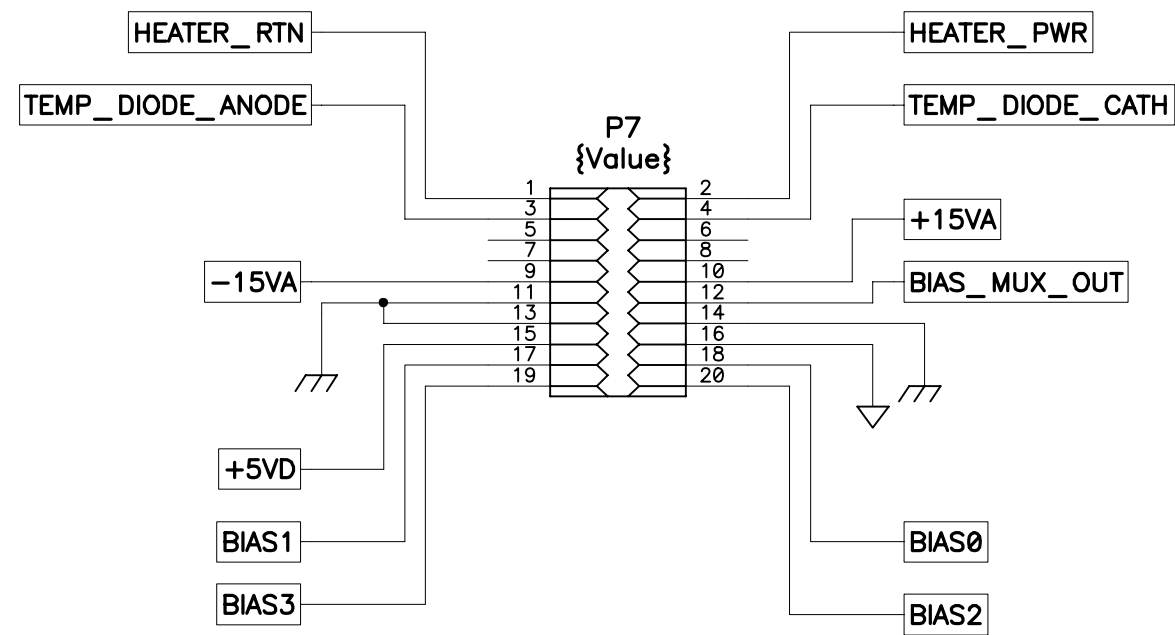 HEATER_RTN
HEATER_PWR
TEMP_DIODE_ANODE
TEMP_DIODE_CATH
P7
{Value}
1 2
3 4
5 6
7 8
9 10
11 12
13 14
15 16
17 18
19 20
+15VA
-15VA
BIAS_MUX_OUT
+5VD
BIAS1
BIAS0
BIAS3
BIAS2